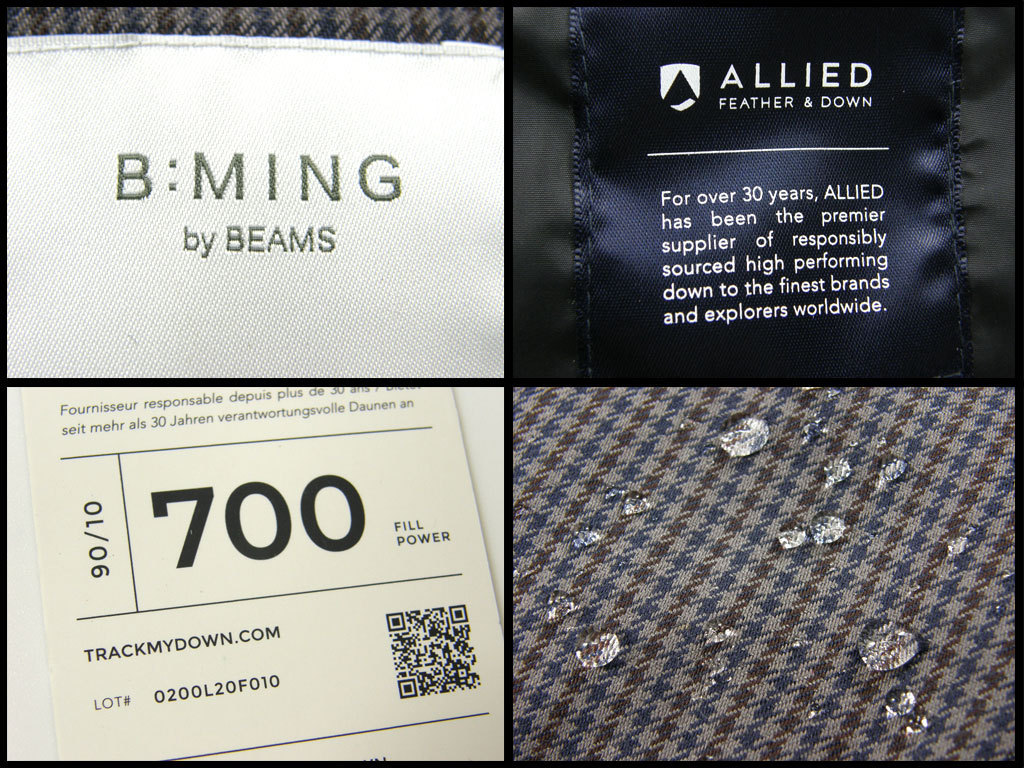 B:MING
by BEAMS
ALLIED
FEATHER & DOWN
For over 30 years, ALLIED
has been the premier
supplier of responsibly
sourced high performing
down to the finest brands
and explorers worldwide.
Fournisseur responsable depuis plus de 30 ans /
seit mehr als 30 Jahren verantwortungsvolle Daunen an
90/10
700
FILL
POWER
TRACKMYDOWN.COM
LOT# 0200L20F010